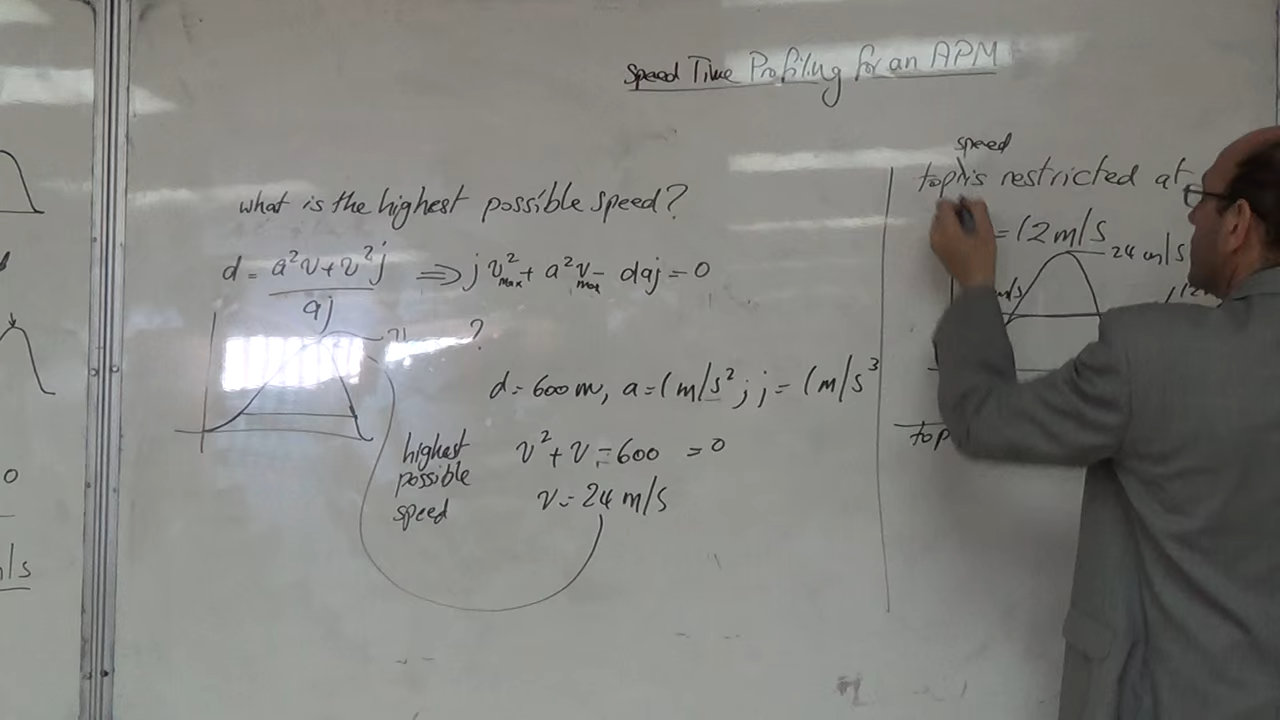 Speed Time Profiling for an APM
what is the highest possible speed?
d = a²v + v²j / aj ⟹ j v²max + a²vmax - daj = 0
?
d = 600 m, a = 1 m/s²; j = 1 m/s³
highest possible speed
v² + v - 600 = 0
v = 24 m/s
speed
top is restricted at
= 12 m/s
24 m/s
m/s
top
0
/s